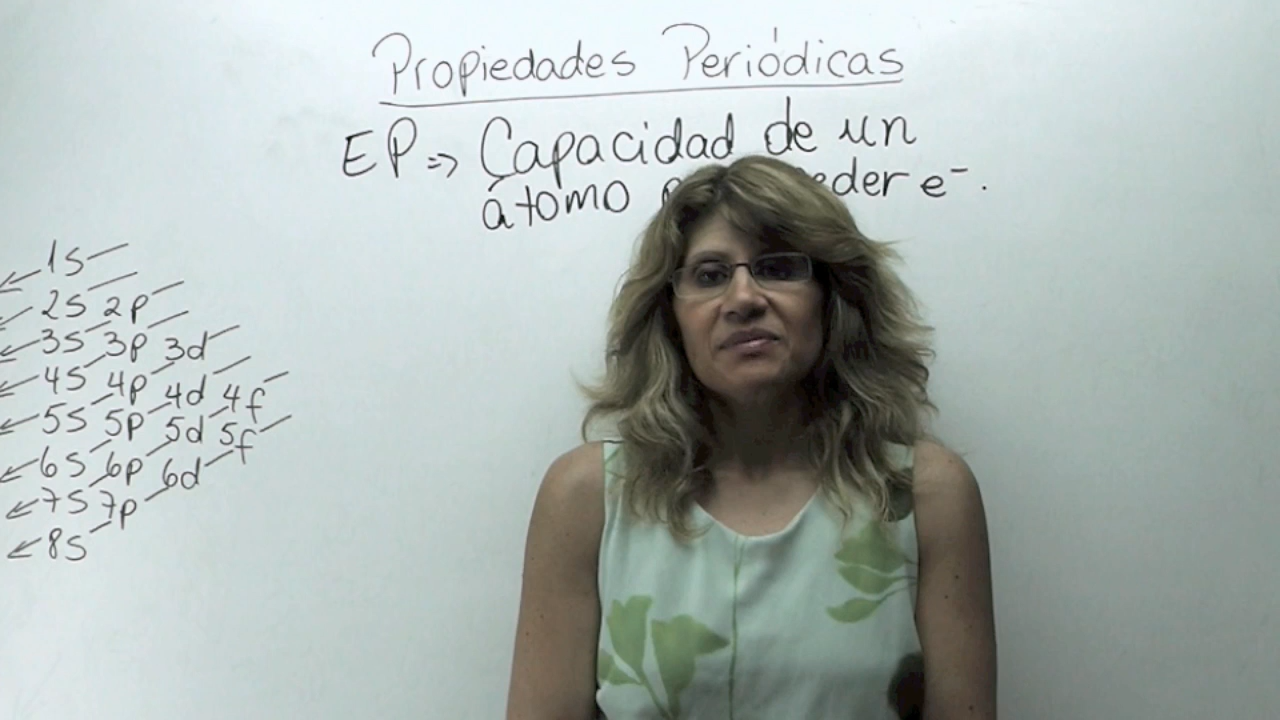 Propiedades Periódicas
EP => Capacidad de un
átomo e⁻.
1s
2s 2p
3s 3p 3d
4s 4p 4d 4f
5s 5p 5d 5f
6s 6p 6d
7s 7p
8s